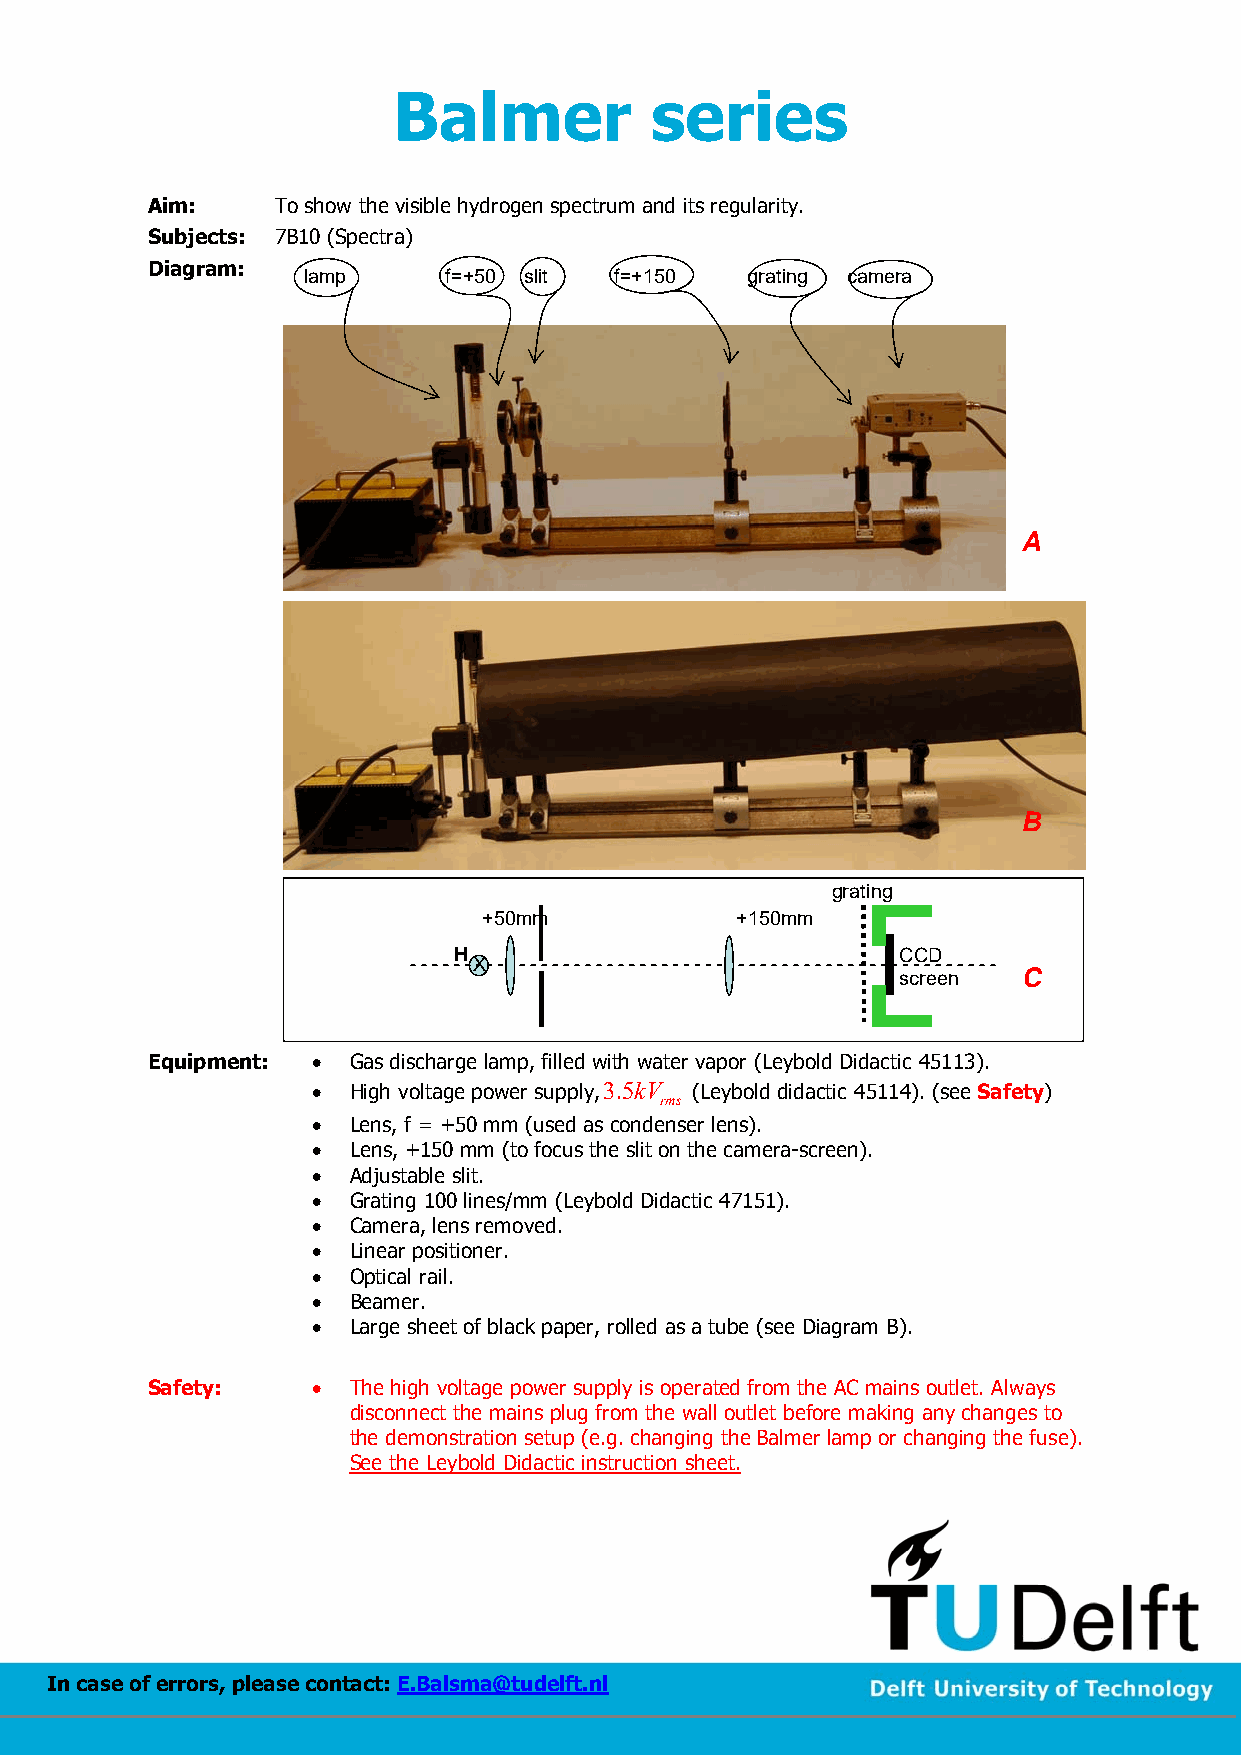 Balmer series
Aim: To show the visible hydrogen spectrum and its regularity.
Subjects: 7B10 (Spectra)
Diagram:
lamp f=+50 slit f=+150 grating camera
A
B
grating
+50mm +150mm
H CCD
screen C
Equipment: • Gas discharge lamp, filled with water vapor (Leybold Didactic 45113).
• High voltage power supply, 3.5kVrms (Leybold didactic 45114). (see Safety)
• Lens, f = +50 mm (used as condenser lens).
• Lens, +150 mm (to focus the slit on the camera-screen).
• Adjustable slit.
• Grating 100 lines/mm (Leybold Didactic 47151).
• Camera, lens removed.
• Linear positioner.
• Optical rail.
• Beamer.
• Large sheet of black paper, rolled as a tube (see Diagram B).
Safety: • The high voltage power supply is operated from the AC mains outlet. Always
disconnect the mains plug from the wall outlet before making any changes to
the demonstration setup (e.g. changing the Balmer lamp or changing the fuse).
See the Leybold Didactic instruction sheet.
TUDelft
In case of errors, please contact: E.Balsma@tudelft.nl
Delft University of Technology